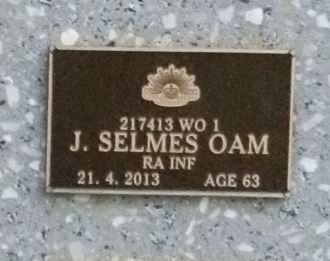 217413 WO 1
J. SELMES OAM
RA INF
21. 4. 2013 AGE 63